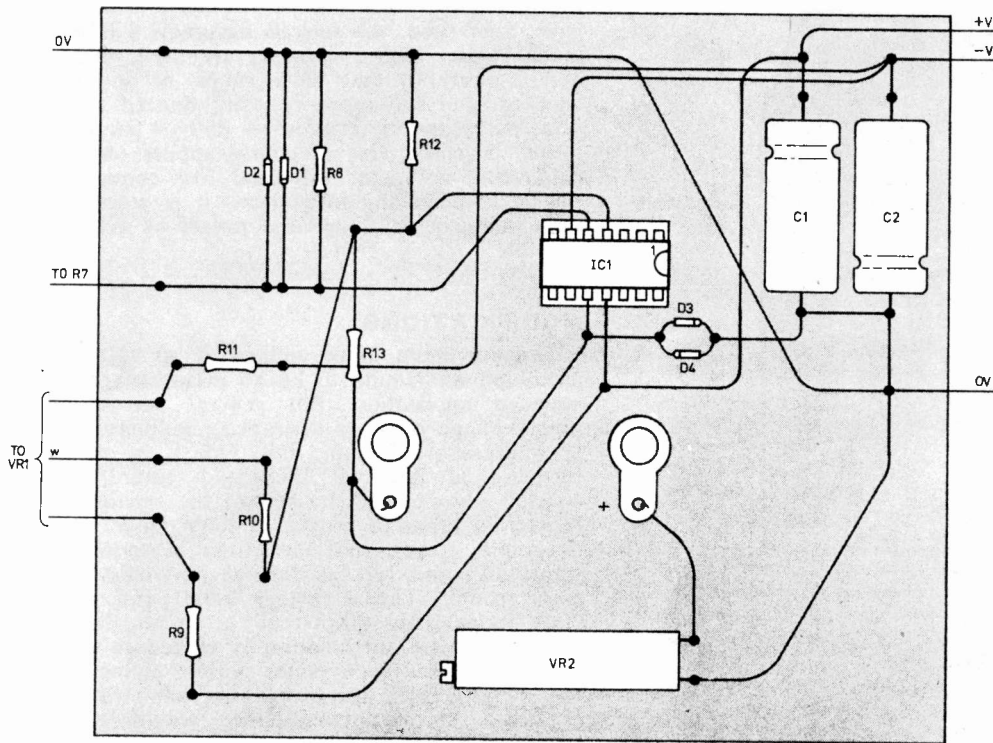 0V
+V
−V
R12
D2
D1
R8
C1
C2
1
IC1
TO R7
D3
R13
R11
D4
0V
TO
VR1
w
R10
+
R9
VR2